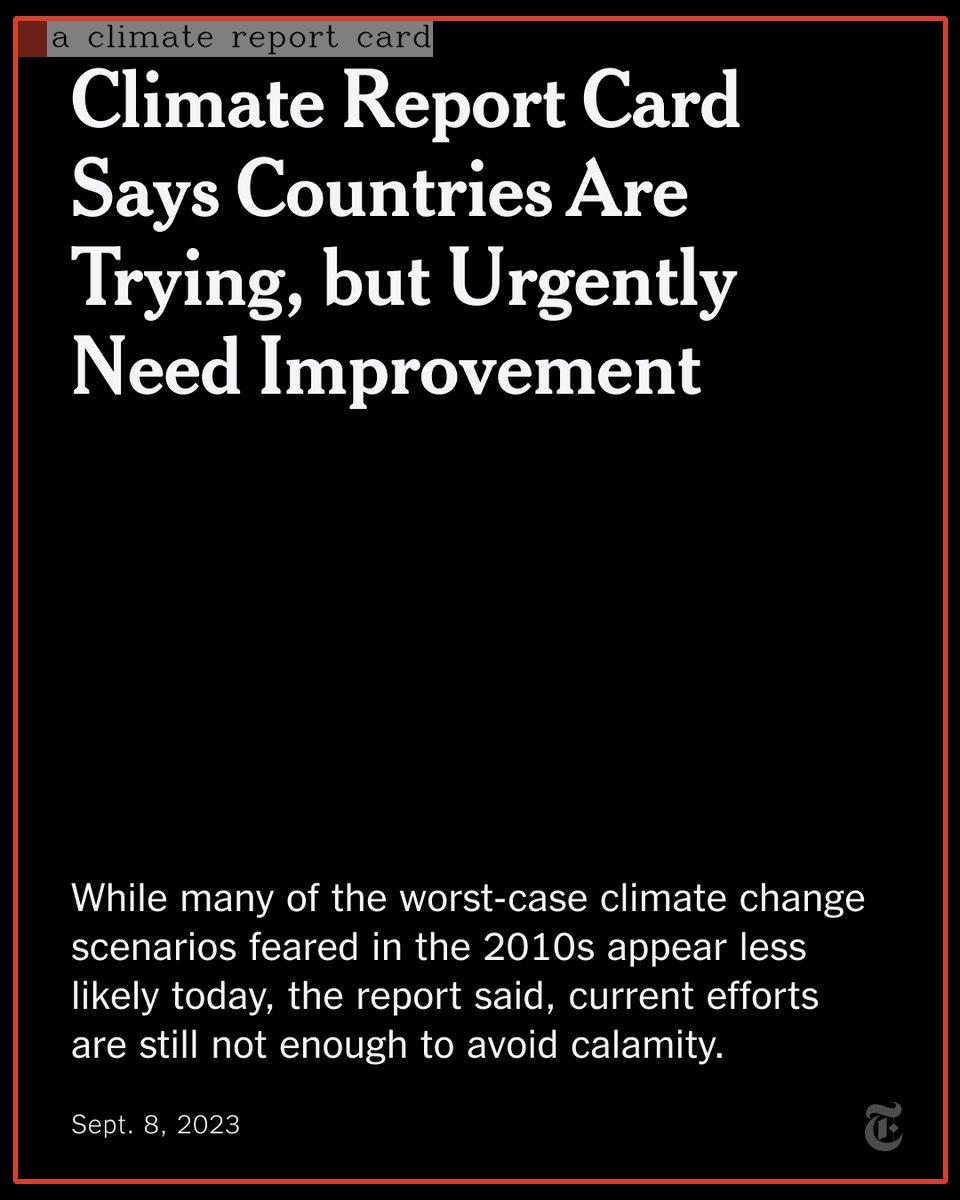 a climate report card
Climate Report Card
Says Countries Are
Trying, but Urgently
Need Improvement
While many of the worst-case climate change
scenarios feared in the 2010s appear less
likely today, the report said, current efforts
are still not enough to avoid calamity.
Sept. 8, 2023
T